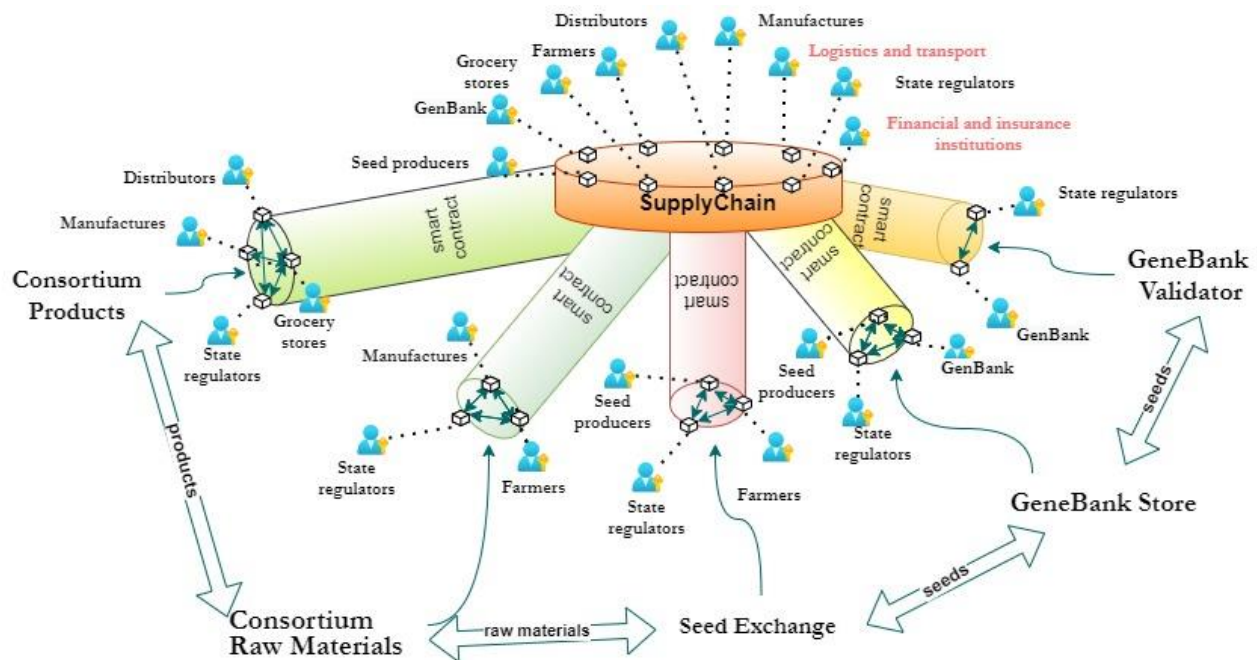 Distributors
Manufactures
Farmers
Logistics and transport
Grocery
stores
State regulators
GenBank
Financial and insurance
institutions
Seed producers
SupplyChain
Distributors
Manufactures
smart
contract
Consortium
Products
Grocery
stores
State
regulators
smart
contract
Manufactures
State
regulators
Farmers
smart
contract
Seed
producers
State
regulators
Farmers
smart
contract
Seed
producers
GenBank
State
regulators
smart
contract
State regulators
GenBank
GeneBank
Validator
products
seeds
GeneBank Store
seeds
Consortium
Raw Materials
raw materials
Seed Exchange